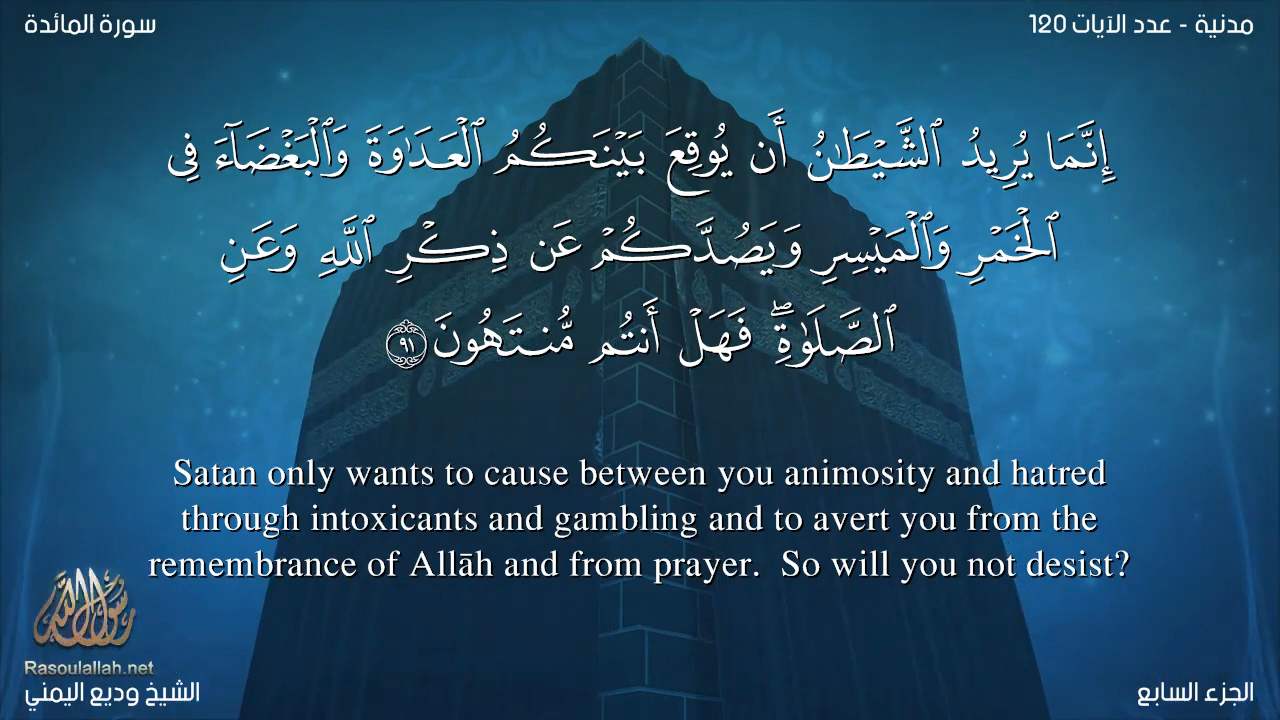 سورة المائدة
مدنية - عدد الآيات 120
إِنَّمَا يُرِيدُ ٱلشَّيْطَـٰنُ أَن يُوقِعَ بَيْنَكُمُ ٱلْعَدَٰوَةَ وَٱلْبَغْضَآءَ فِى
ٱلْخَمْرِ وَٱلْمَيْسِرِ وَيَصُدَّكُمْ عَن ذِكْرِ ٱللَّهِ وَعَنِ
ٱلصَّلَوٰةِ ۖ فَهَلْ أَنتُم مُّنتَهُونَ ٩١
Satan only wants to cause between you animosity and hatred
through intoxicants and gambling and to avert you from the
remembrance of Allāh and from prayer.  So will you not desist?
رسول الله
Rasoulallah.net
الشيخ وديع اليمني
الجزء السابع